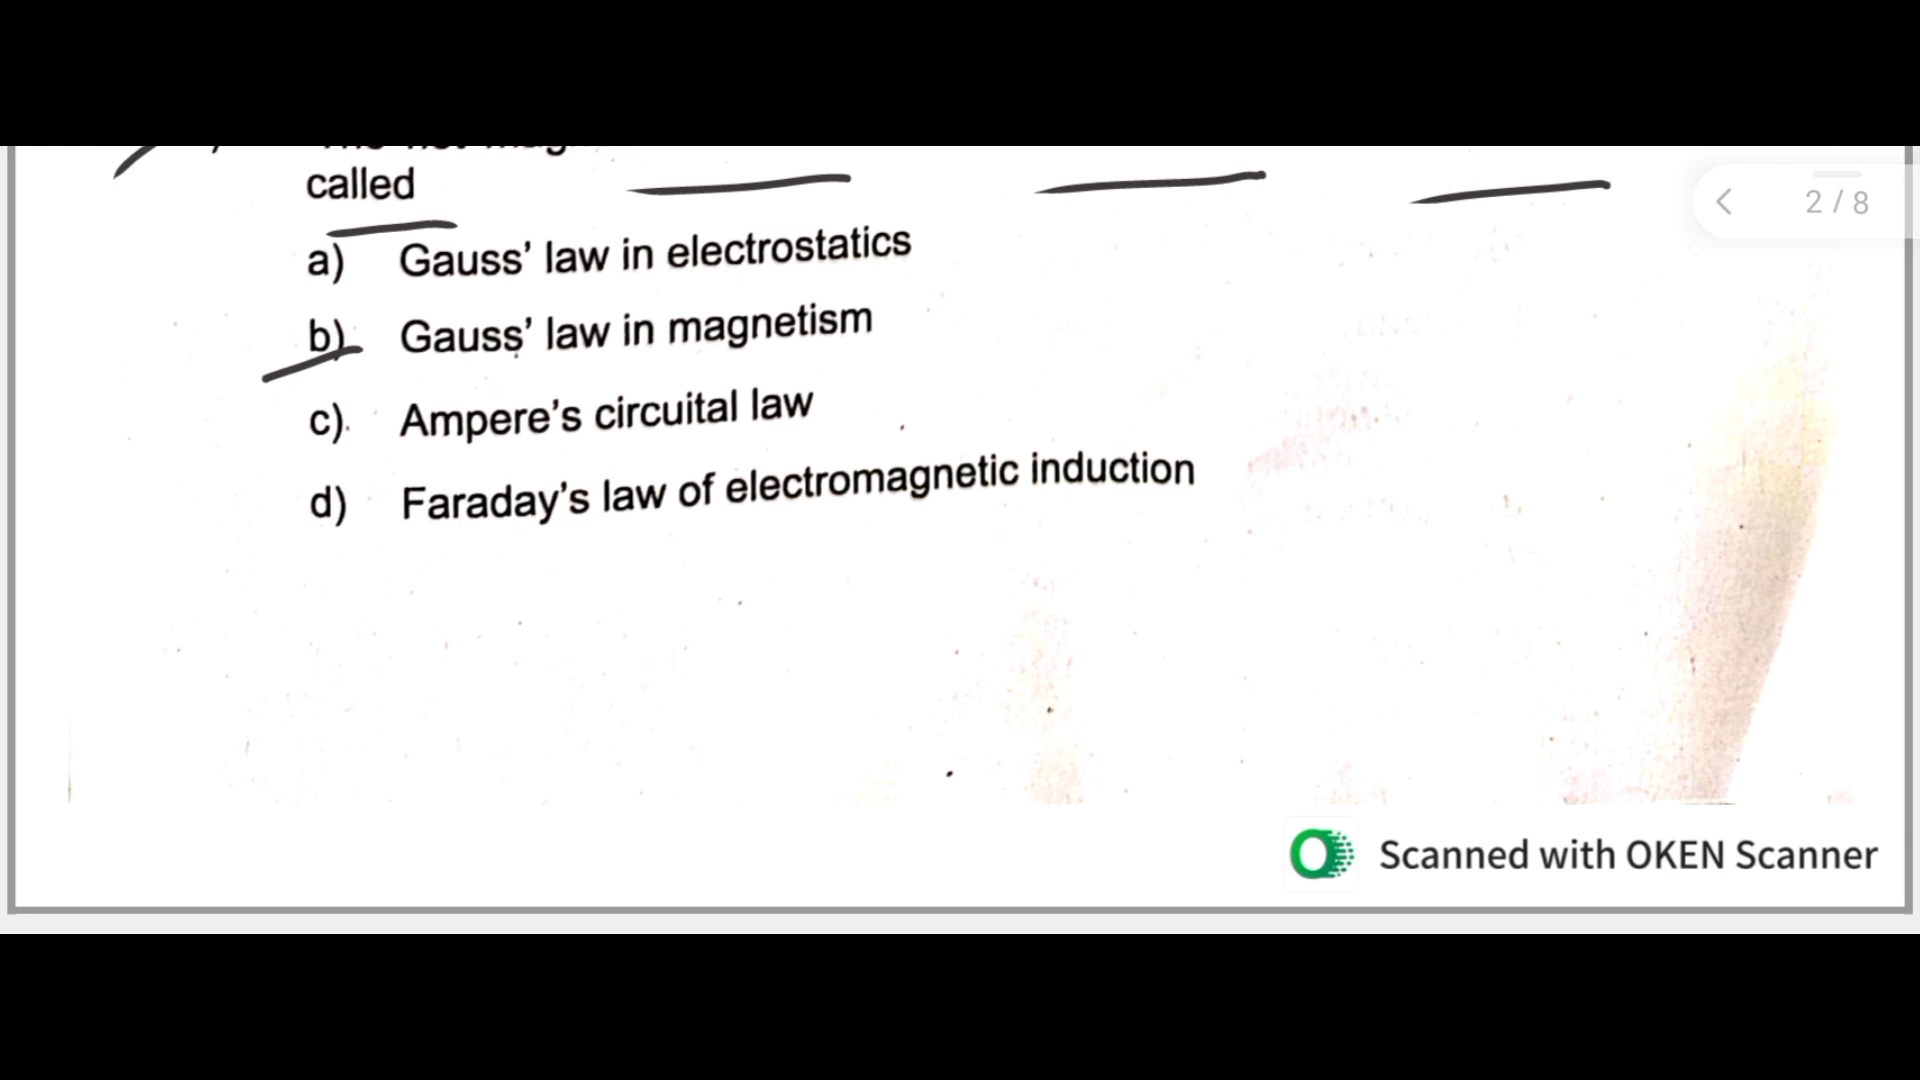 called
2 / 8
a) Gauss' law in electrostatics
b) Gauss' law in magnetism
c). Ampere's circuital law
d) Faraday's law of electromagnetic induction
Scanned with OKEN Scanner